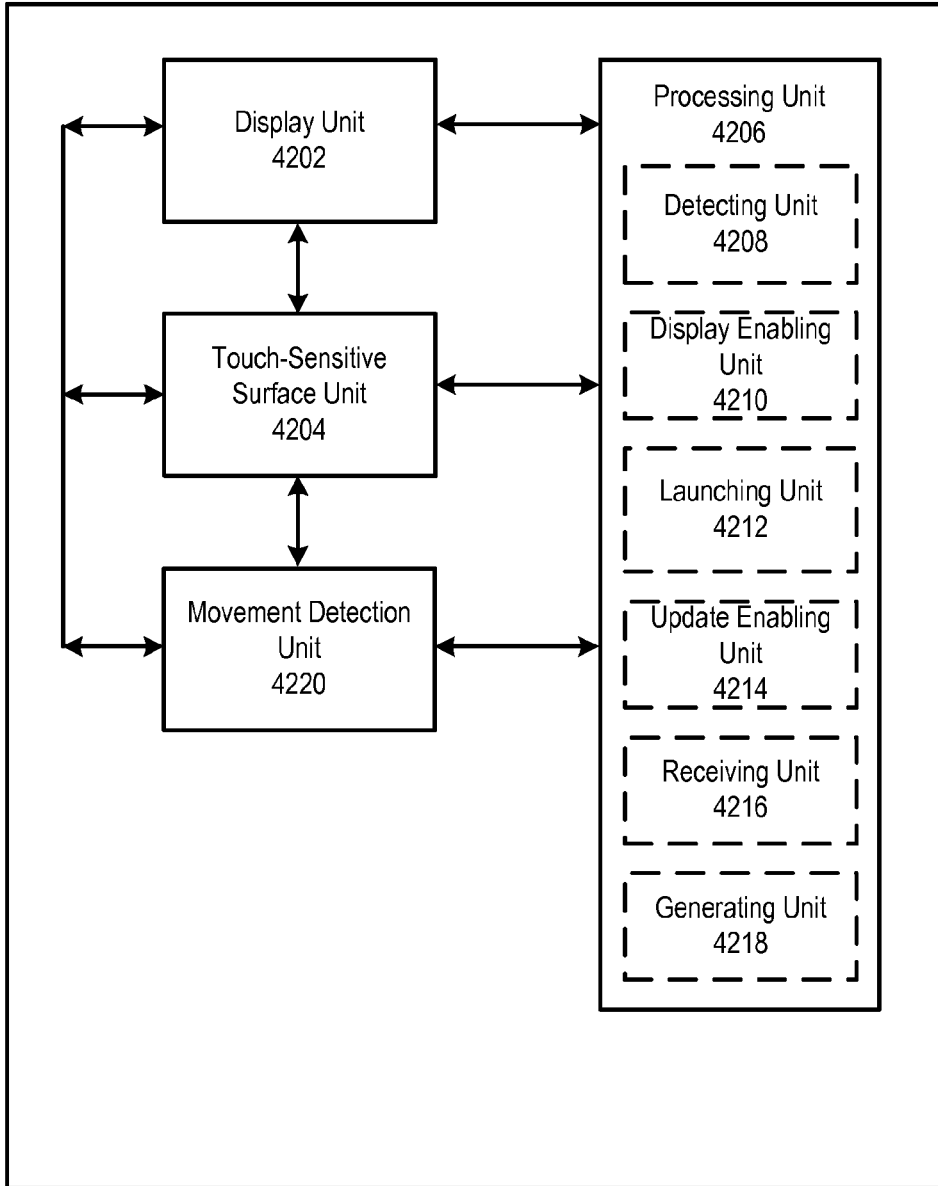 Display Unit
4202
Touch-Sensitive
Surface Unit
4204
Movement Detection
Unit
4220
Processing Unit
4206
Detecting Unit
4208
Display Enabling
Unit
4210
Launching Unit
4212
Update Enabling
Unit
4214
Receiving Unit
4216
Generating Unit
4218